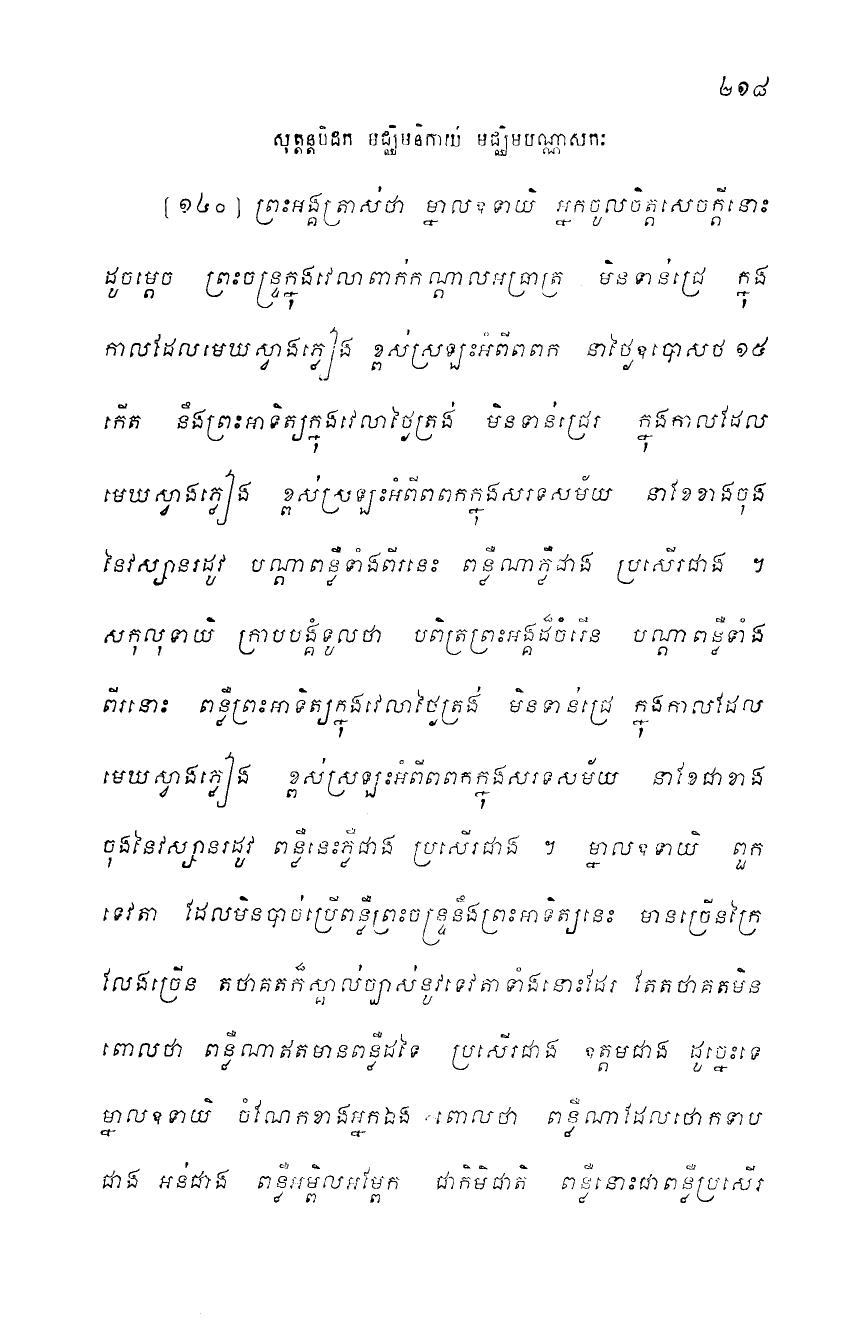 ២១៨
សុត្តន្តបិដក មជ្ឈិមនិកាយ មជ្ឈិមបណ្ណាសកៈ
[១៤០] ព្រះអង្គត្រាស់ថា ម្នាលឧទាយិ អ្នកចូលចិត្តសេចក្តីនោះ
ដូចម្តេច ព្រះចន្ទ្រក្នុងវេលាពាក់កណ្តាលអធ្រាត្រ មិនទាន់ជ្រេ ក្នុង
កាលដែលមេឃស្វាងភ្លៀង ខ្ពស់ស្រឡះអំពីពពក នាថ្ងៃឧបោសថ ១៥
កើត នឹងព្រះអាទិត្យក្នុងវេលាថ្ងៃត្រង់ មិនទាន់ជ្រេរ ក្នុងកាលដែល
មេឃស្វាងភ្លៀង ខ្ពស់ស្រឡះអំពីពពកក្នុងសរទសម័យ នាខែខាងចុង
នៃវស្សានរដូវ បណ្តាពន្លឺទាំងពីរនេះ ពន្លឺណាភ្លឺជាង ប្រសើរជាង ។
សកុលុទាយិ ក្រាបបង្គំទូលថា បពិត្រព្រះអង្គដ៏ចំរើន បណ្តាពន្លឺទាំង
ពីរនោះ ពន្លឺព្រះអាទិត្យក្នុងវេលាថ្ងៃត្រង់ មិនទាន់ជ្រេ ក្នុងកាលដែល
មេឃស្វាងភ្លៀង ខ្ពស់ស្រឡះអំពីពពកក្នុងសរទសម័យ នាខែជាខាង
ចុងនៃវស្សានរដូវ ពន្លឺនេះភ្លឺជាង ប្រសើរជាង ។ ម្នាលឧទាយិ ពួក
ទេវតា ដែលមិនបាច់ប្រើពន្លឺព្រះចន្ទ្រនឹងព្រះអាទិត្យនេះ មានច្រើនក្រៃ
លែងច្រើន តថាគតក៏ស្គាល់ច្បាស់នូវទេវតាទាំងនោះដែរ តែតថាគតមិន
ពោលថា ពន្លឺណាឥតមានពន្លឺដទៃ ប្រសើរជាង ឧត្តមជាង ដូច្នេះទេ
ម្នាលឧទាយិ ចំណែកខាងអ្នកឯង ពោលថា ពន្លឺណាដែលថោកទាប
ជាង អន់ជាង ពន្លឺអម្ពិលអម្ពែក ជាកិមិជាតិ ពន្លឺនោះជាពន្លឺប្រសើរ